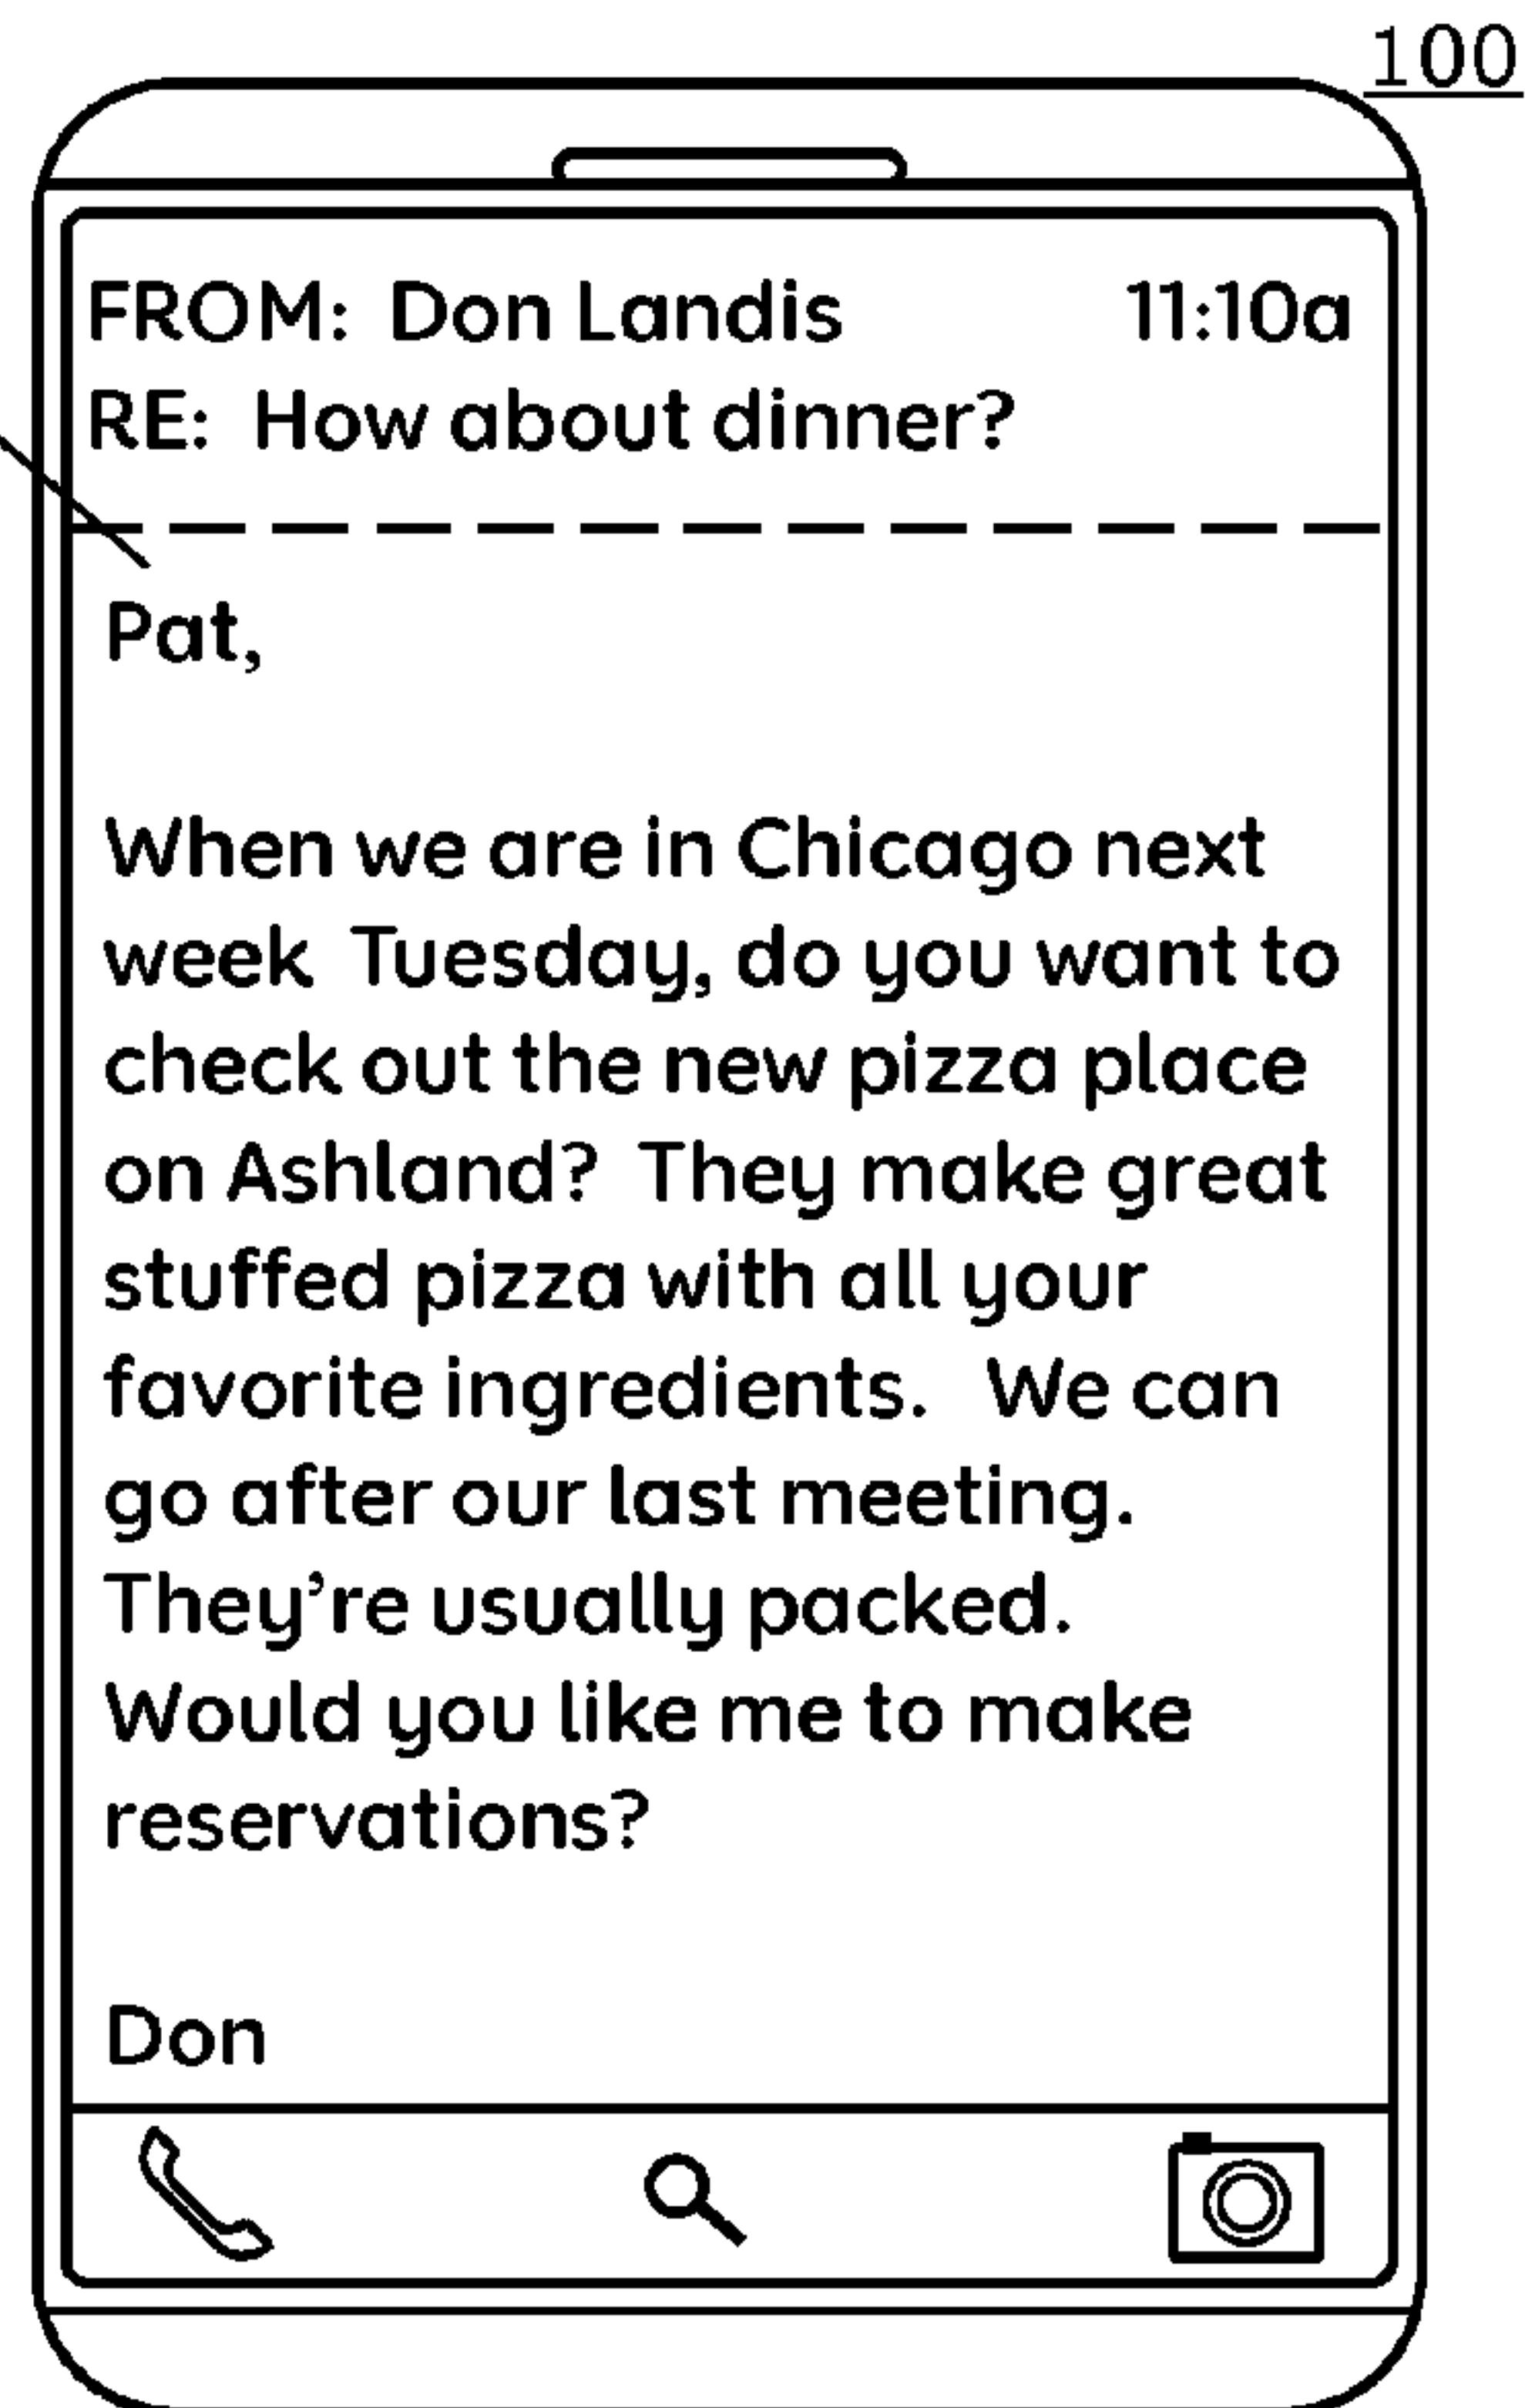 100
FROM: Don Landis 11:10a
RE: How about dinner?
Pat,
When we are in Chicago next
week Tuesday, do you want to
check out the new pizza place
on Ashland? They make great
stuffed pizza with all your
favorite ingredients. We can
go after our last meeting.
They’re usually packed.
Would you like me to make
reservations?
Don